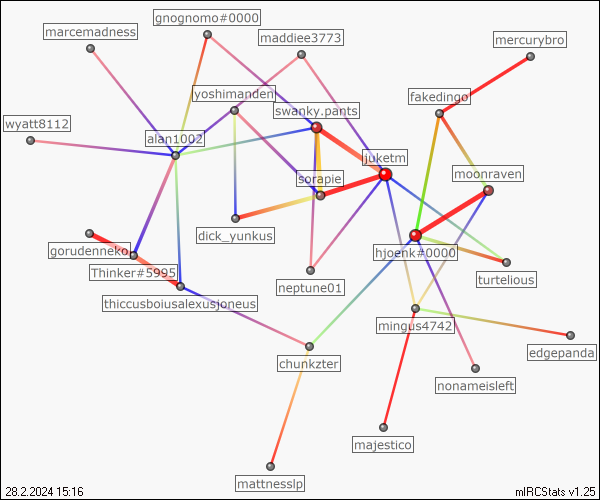 gnognomo#0000
marcemadness
maddiee3773
mercurybro
yoshimanden
fakedingo
swanky.pants
wyatt8112
alan1002
juketm
moonraven
sorapie
dick_yunkus
gorudenneko
hjoenk#0000
Thinker#5995
turtelious
neptune01
thiccusboiusalexusjoneus
mingus4742
edgepanda
chunkzter
nonameisleft
majestico
mattnesslp
28.2.2024 15:16
mIRCStats v1.25